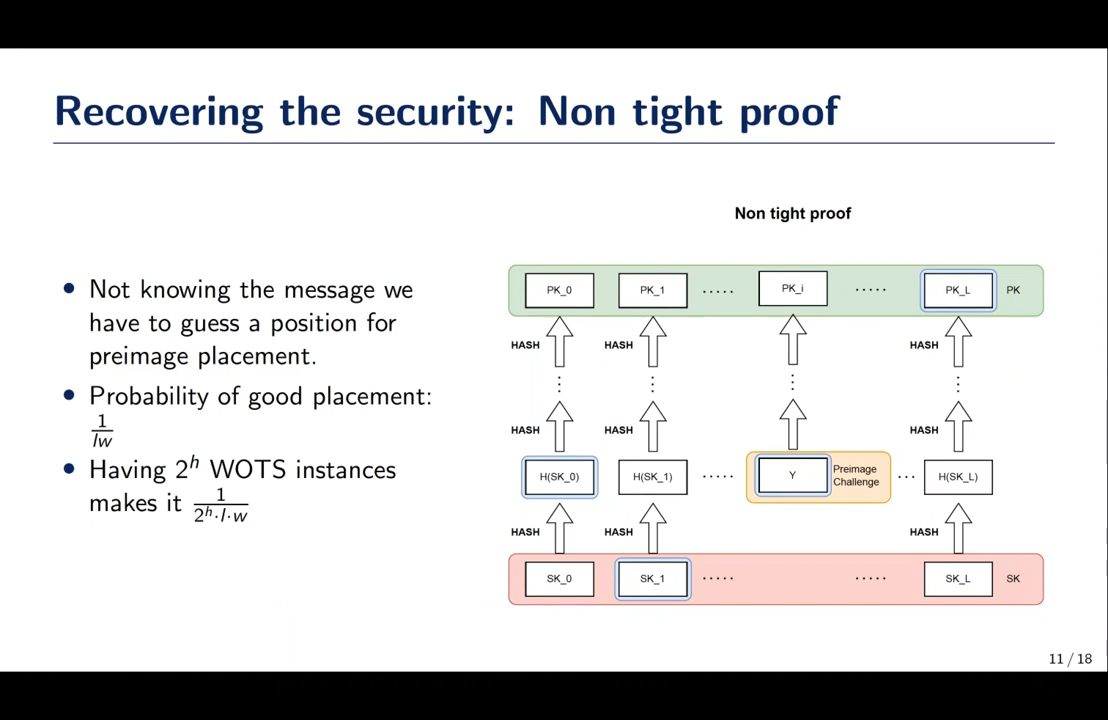 Recovering the security: Non tight proof
• Not knowing the message we
have to guess a position for
preimage placement.
• Probability of good placement:
1/lw
• Having 2^h WOTS instances
makes it 1/2^h·l·w
Non tight proof
PK_0 PK_1 ..... PK_i ..... PK_L PK
HASH HASH HASH
⋮ ⋮ ⋮ ⋮
HASH HASH HASH
H(SK_0) H(SK_1) ..... Y Preimage
Challenge ... H(SK_L)
HASH HASH HASH
SK_0 SK_1 ..... ..... SK_L SK
11 / 18